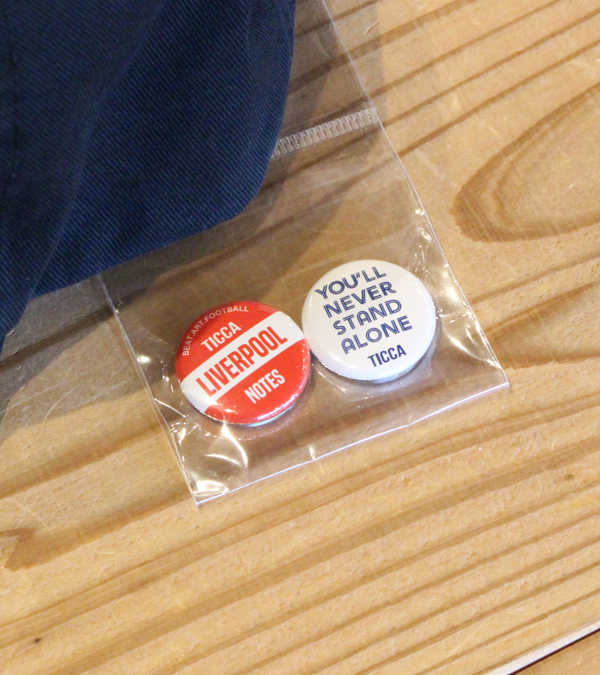 BEAT.ART.FOOTBALL
TICCA
LIVERPOOL
NOTES
YOU'LL
NEVER
STAND
ALONE
TICCA